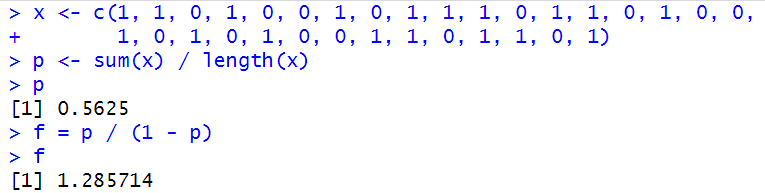 > x <- c(1, 1, 0, 1, 0, 0, 1, 0, 1, 1, 1, 0, 1, 1, 0, 1, 0, 0,
+        1, 0, 1, 0, 1, 0, 0, 1, 1, 0, 1, 1, 0, 1)
> p <- sum(x) / length(x)
> p
[1] 0.5625
> f = p / (1 - p)
> f
[1] 1.285714